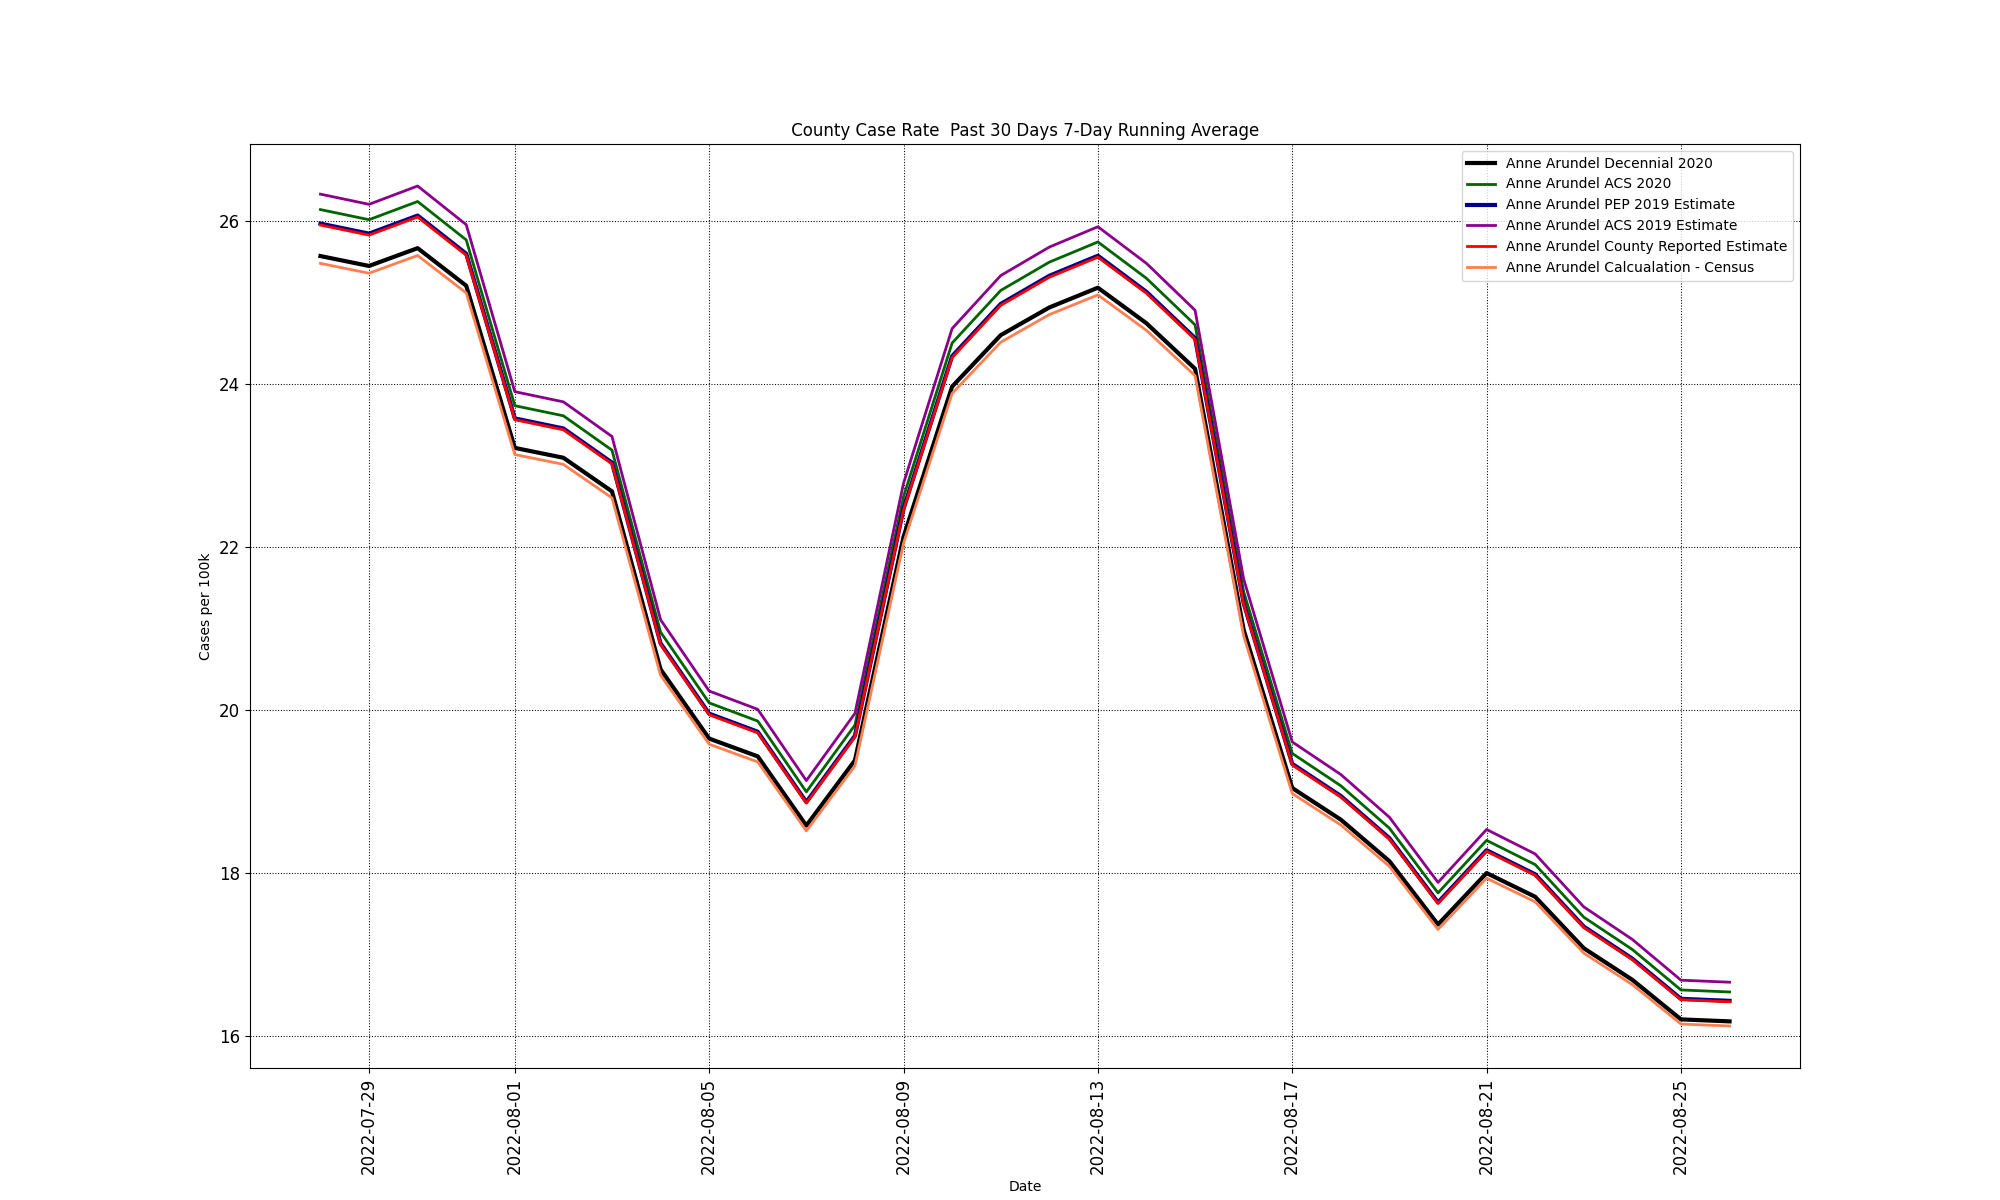 County Case Rate  Past 30 Days 7-Day Running Average
Anne Arundel Decennial 2020
Anne Arundel ACS 2020
Anne Arundel PEP 2019 Estimate
Anne Arundel ACS 2019 Estimate
Anne Arundel County Reported Estimate
Anne Arundel Calcualation - Census
Cases per 100k
26
24
22
20
18
16
2022-07-29
2022-08-01
2022-08-05
2022-08-09
2022-08-13
2022-08-17
2022-08-21
2022-08-25
Date